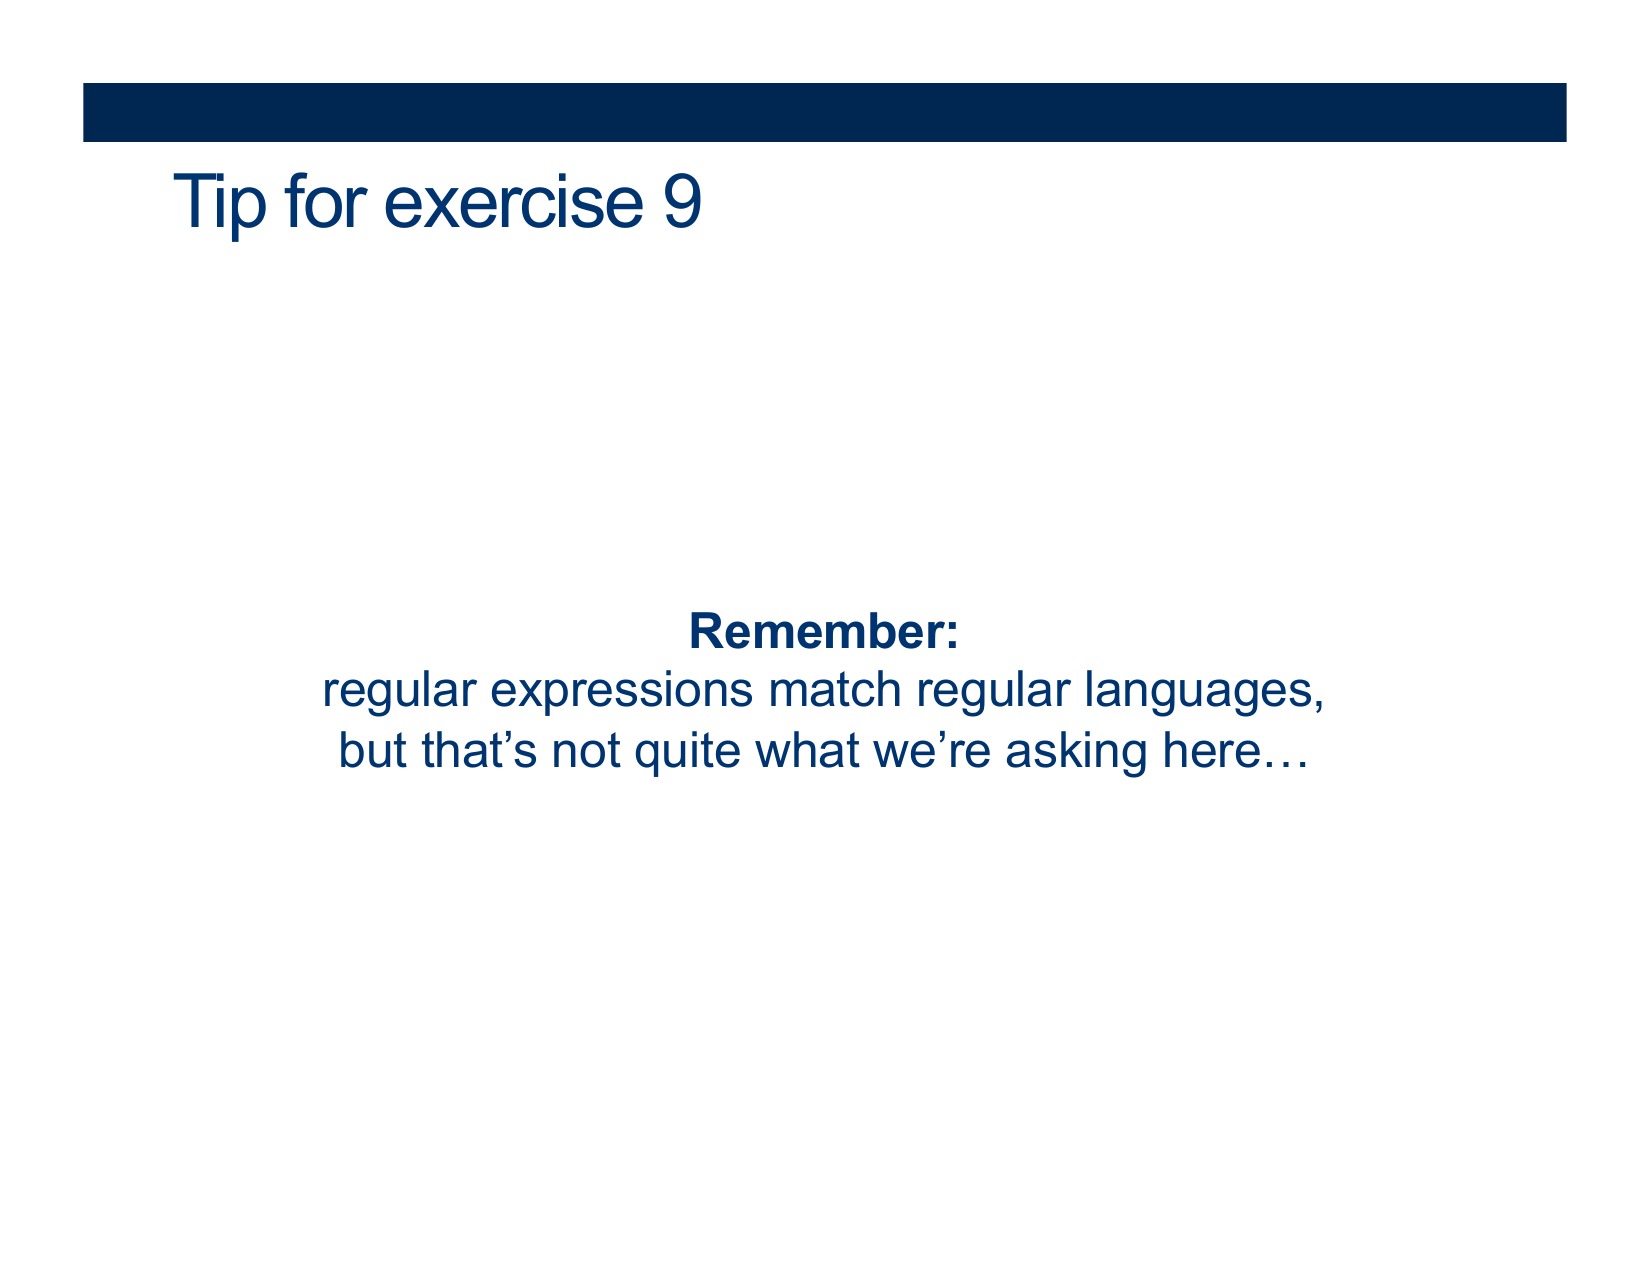 Tip for exercise 9
Remember:
regular expressions match regular languages,
but that’s not quite what we’re asking here…